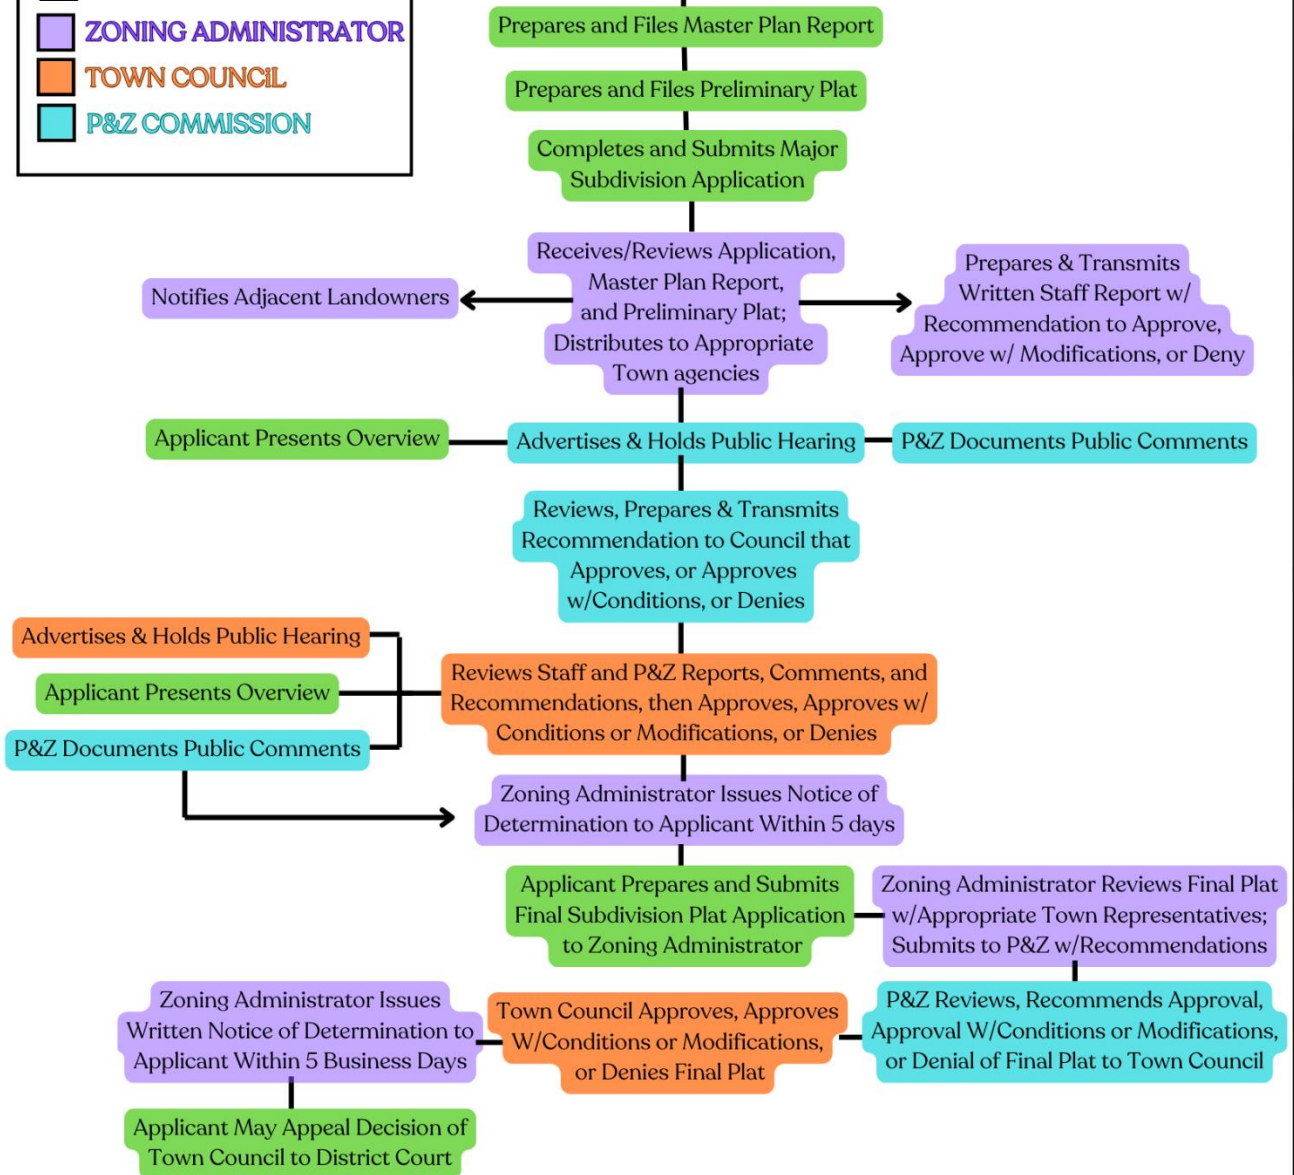 ZONING ADMINISTRATOR
TOWN COUNCiL
P&Z COMMISSION
Prepares and Files Master Plan Report
Prepares and Files Preliminary Plat
Completes and Submits Major
Subdivision Application
Receives/Reviews Application,
Master Plan Report,
and Preliminary Plat;
Distributes to Appropriate
Town agencies
Notifies Adjacent Landowners
Prepares & Transmits
Written Staff Report w/
Recommendation to Approve,
Approve w/ Modifications, or Deny
Applicant Presents Overview
Advertises & Holds Public Hearing
P&Z Documents Public Comments
Reviews, Prepares & Transmits
Recommendation to Council that
Approves, or Approves
w/Conditions, or Denies
Advertises & Holds Public Hearing
Applicant Presents Overview
P&Z Documents Public Comments
Reviews Staff and P&Z Reports, Comments, and
Recommendations, then Approves, Approves w/
Conditions or Modifications, or Denies
Zoning Administrator Issues Notice of
Determination to Applicant Within 5 days
Applicant Prepares and Submits
Final Subdivision Plat Application
to Zoning Administrator
Zoning Administrator Reviews Final Plat
w/Appropriate Town Representatives;
Submits to P&Z w/Recommendations
P&Z Reviews, Recommends Approval,
Approval W/Conditions or Modifications,
or Denial of Final Plat to Town Council
Town Council Approves, Approves
W/Conditions or Modifications,
or Denies Final Plat
Zoning Administrator Issues
Written Notice of Determination to
Applicant Within 5 Business Days
Applicant May Appeal Decision of
Town Council to District Court